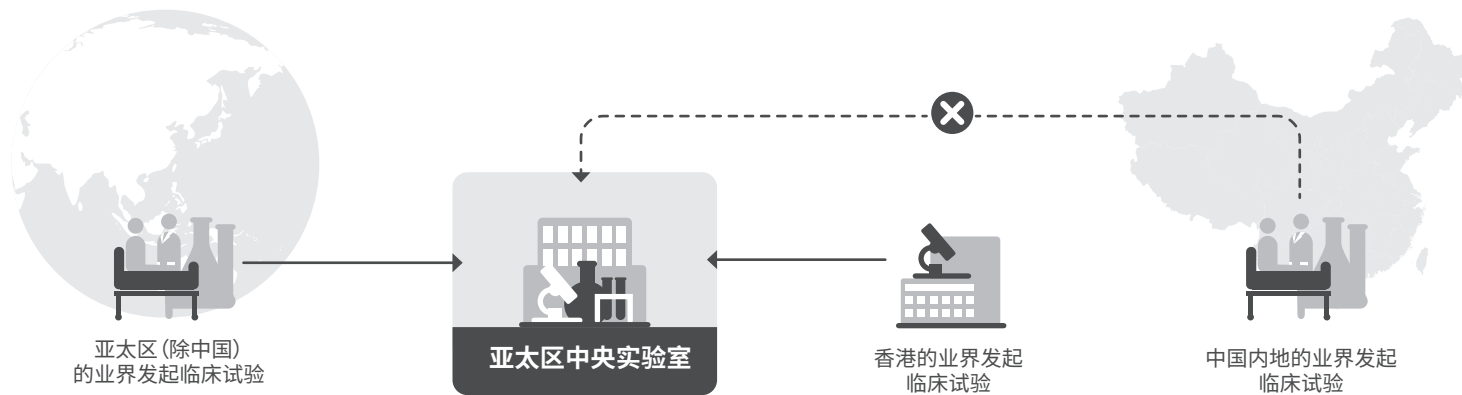 亚太区（除中国）
的业界发起临床试验
亚太区中央实验室
香港的业界发起
临床试验
中国内地的业界发起
临床试验